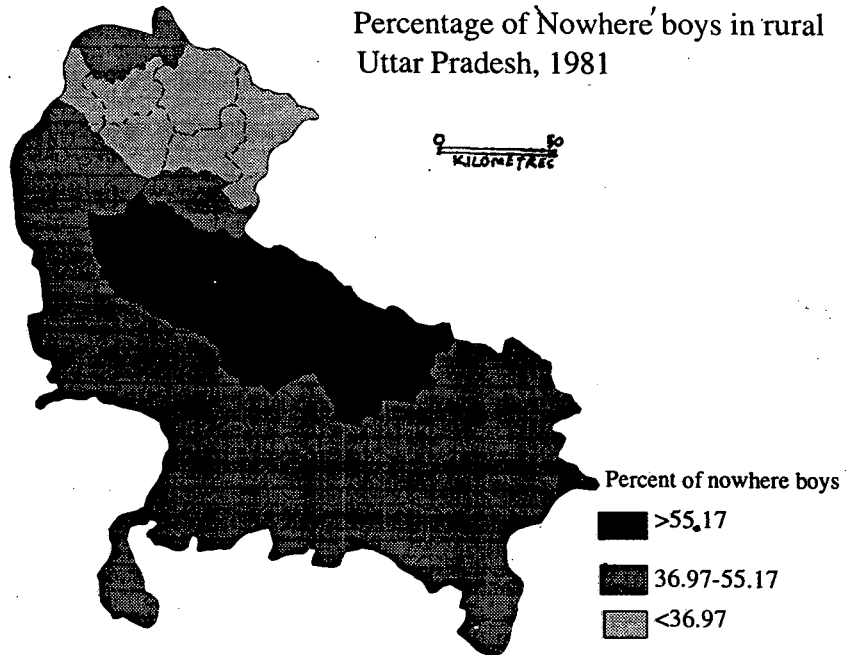 Percentage of 'Nowhere' boys in rural
Uttar Pradesh, 1981
0 50
KILOMETRES
Percent of nowhere boys
>55.17
36.97-55.17
<36.97